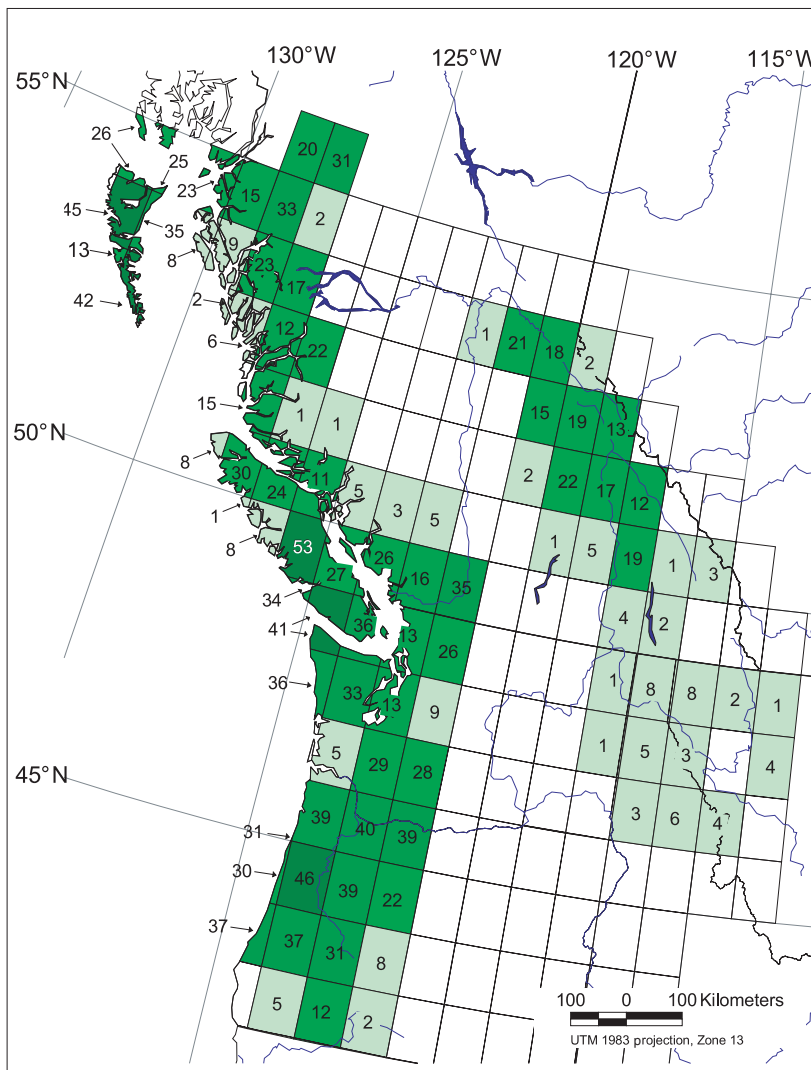 130°W 125°W 120°W 115°W
55°N
26
25
20 31
23
15 33 2
45 35
13
8 9 23
42
2 17
12
6 22
1 21 18 2
15 1 1
15 19 13
50°N
8 30 24 11
5 3 5
2 22 17 12
1
8 53
27 26 16 35
1 5 19 1 3
34
36 13 26
4 2
41
36 33 13 9
1 8 8 2 1
5 29 28
1 5 3 4
45°N
39 40 39
3 6 4
31
30 46 39 22
37 37 31 8
5 12 2
100 0 100 Kilometers
UTM 1983 projection, Zone 13